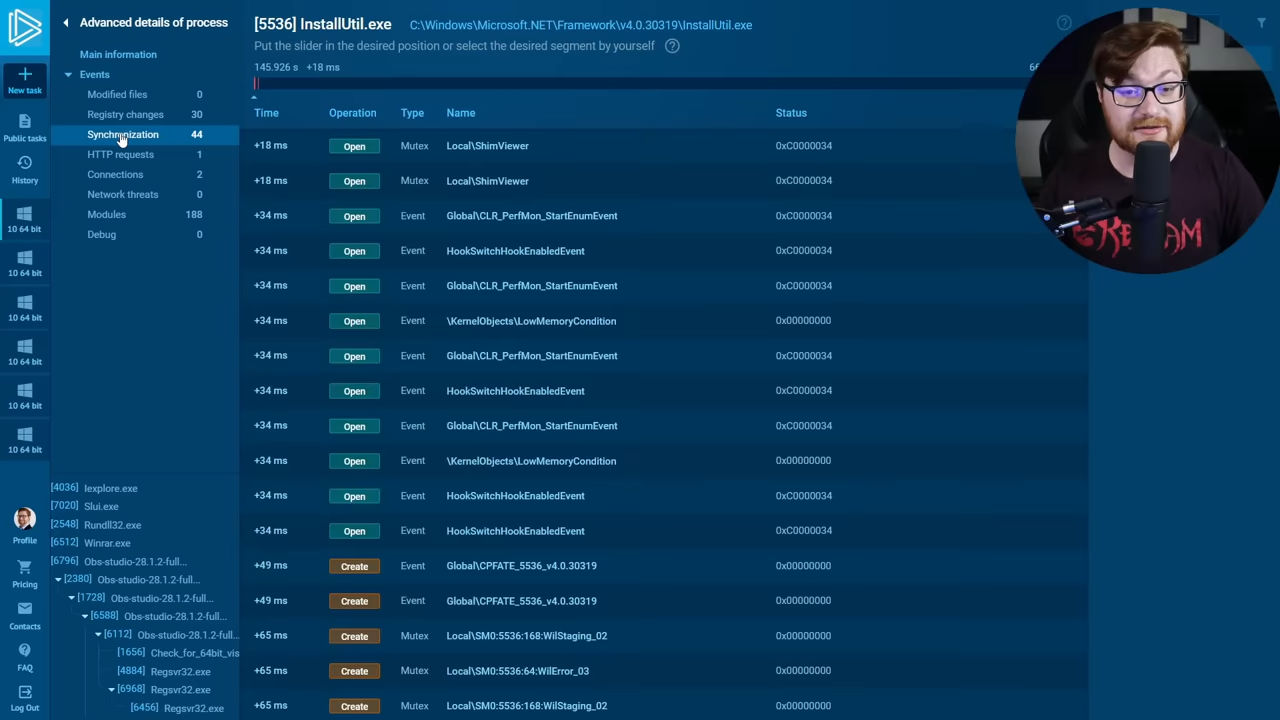 Advanced details of process
[5536] InstallUtil.exe C:\Windows\Microsoft.NET\Framework\v4.0.30319\InstallUtil.exe
Put the slider in the desired position or select the desired segment by yourself
145.926 s +18 ms
New task
Public tasks
History
10 64 bit
10 64 bit
10 64 bit
10 64 bit
10 64 bit
10 64 bit
Profile
Pricing
Contacts
FAQ
Log Out
Main information
Events
Modified files 0
Registry changes 30
Synchronization 44
HTTP requests 1
Connections 2
Network threats 0
Modules 188
Debug 0
[4036] Iexplore.exe
[7020] Slui.exe
[2548] Rundll32.exe
[6512] Winrar.exe
[6796] Obs-studio-28.1.2-full...
[2380] Obs-studio-28.1.2-full...
[1728] Obs-studio-28.1.2-full...
[6588] Obs-studio-28.1.2-full...
[6112] Obs-studio-28.1.2-full...
[1656] Check_for_64bit_vis
[4884] Regsvr32.exe
[6968] Regsvr32.exe
[6456] Regsvr32.exe
Time Operation Type Name Status
+18 ms Open Mutex Local\ShimViewer 0xC0000034
+18 ms Open Mutex Local\ShimViewer 0xC0000034
+34 ms Open Event Global\CLR_PerfMon_StartEnumEvent 0xC0000034
+34 ms Open Event HookSwitchHookEnabledEvent 0xC0000034
+34 ms Open Event Global\CLR_PerfMon_StartEnumEvent 0xC0000034
+34 ms Open Event \KernelObjects\LowMemoryCondition 0x00000000
+34 ms Open Event Global\CLR_PerfMon_StartEnumEvent 0xC0000034
+34 ms Open Event HookSwitchHookEnabledEvent 0xC0000034
+34 ms Open Event Global\CLR_PerfMon_StartEnumEvent 0xC0000034
+34 ms Open Event \KernelObjects\LowMemoryCondition 0x00000000
+34 ms Open Event HookSwitchHookEnabledEvent 0xC0000034
+34 ms Open Event HookSwitchHookEnabledEvent 0xC0000034
+49 ms Create Event Global\CPFATE_5536_v4.0.30319 0x00000000
+49 ms Create Event Global\CPFATE_5536_v4.0.30319 0x00000000
+65 ms Create Mutex Local\SM0:5536:168:WilStaging_02 0x00000000
+65 ms Create Mutex Local\SM0:5536:64:WilError_03 0x00000000
+65 ms Create Mutex Local\SM0:5536:168:WilStaging_02 0x00000000